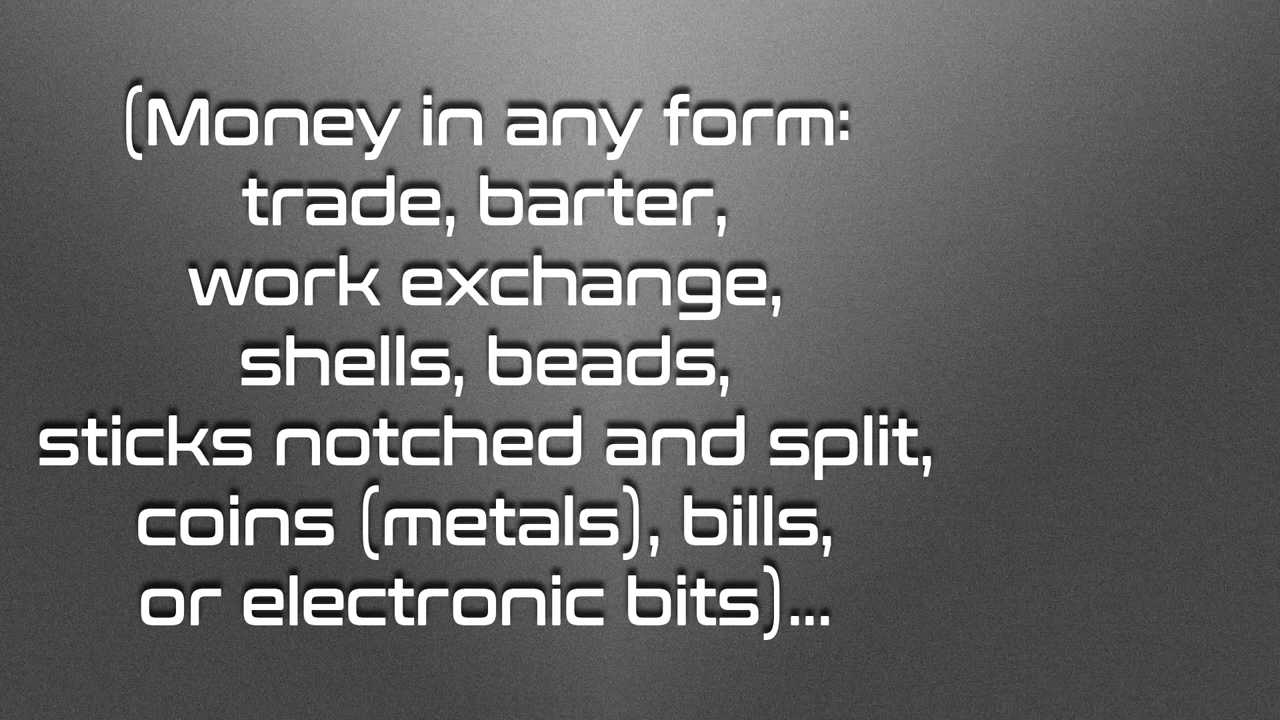 (Money in any form:
trade, barter,
work exchange,
shells, beads,
sticks notched and split,
coins (metals), bills,
or electronic bits)...